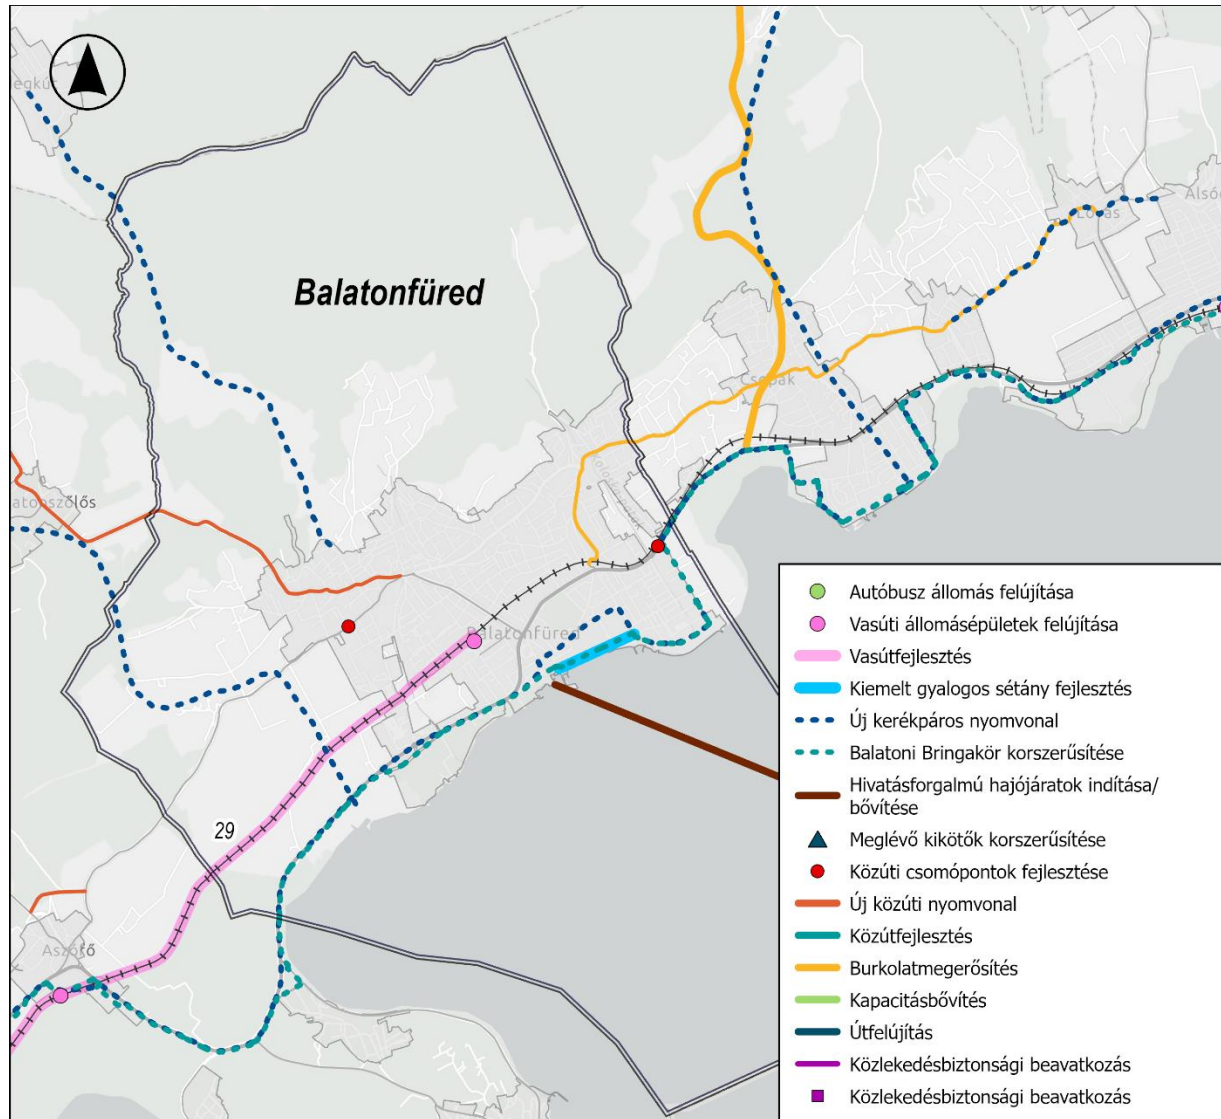 Balatonfüred
Lovas
Csopak
Koloska-patak
Balatonfüred
29
Aszófő
Autóbusz állomás felújítása
Vasúti állomásépületek felújítása
Vasútfejlesztés
Kiemelt gyalogos sétány fejlesztés
Új kerékpáros nyomvonal
Balatoni Bringakör korszerűsítése
Hivatásforgalmú hajójáratok indítása/
bővítése
Meglévő kikötők korszerűsítése
Közúti csomópontok fejlesztése
Új közúti nyomvonal
Közútfejlesztés
Burkolatmegerősítés
Kapacitásbővítés
Útfelújítás
Közlekedésbiztonsági beavatkozás
Közlekedésbiztonsági beavatkozás